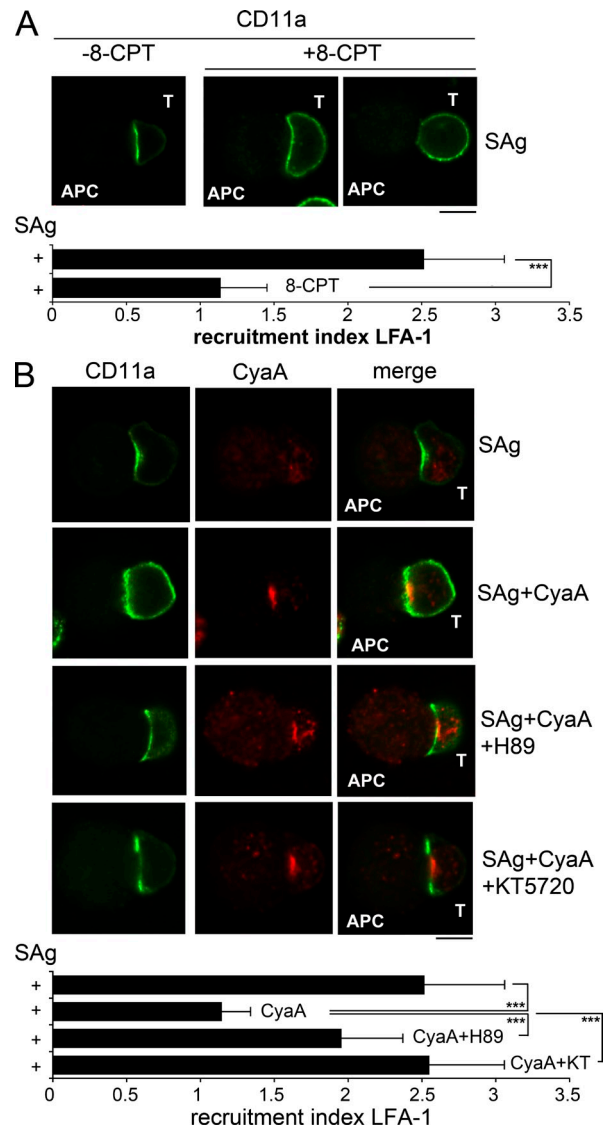 A
CD11a
-8-CPT +8-CPT
T T T
SAg
APC APC APC
SAg
+
***
+ 8-CPT
0 0.5 1 1.5 2 2.5 3 3.5
recruitment index LFA-1
B
CD11a CyaA merge
SAg
APC T
SAg+CyaA
APC T
SAg+CyaA
+H89
APC T
SAg+CyaA
+KT5720
APC T
SAg
+
+ CyaA ***
+ CyaA+H89 *** ***
+ CyaA+KT
0 0.5 1 1.5 2 2.5 3 3.5
recruitment index LFA-1